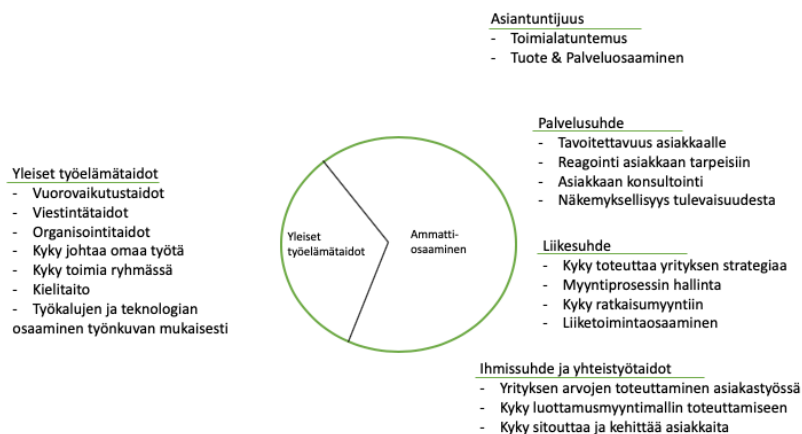 Asiantuntijuus
- Toimialatuntemus
- Tuote & Palveluosaaminen
Palvelusuhde
- Tavoitettavuus asiakkaalle
- Reagointi asiakkaan tarpeisiin
- Asiakkaan konsultointi
- Näkemyksellisyys tulevaisuudesta
Yleiset työelämätaidot
- Vuorovaikutustaidot
- Viestintätaidot
- Organisointitaidot
- Kyky johtaa omaa työtä
- Kyky toimia ryhmässä
- Kielitaito
- Työkalujen ja teknologian
osaaminen työnkuvan mukaisesti
Yleiset
työelämätaidot
Ammatti-
osaaminen
Liikesuhde
- Kyky toteuttaa yrityksen strategiaa
- Myyntiprosessin hallinta
- Kyky ratkaisumyyntiin
- Liiketoimintaosaaminen
Ihmissuhde ja yhteistyötaidot
- Yrityksen arvojen toteuttaminen asiakastyössä
- Kyky luottamusmyyntimallin toteuttamiseen
- Kyky sitouttaa ja kehittää asiakkaita